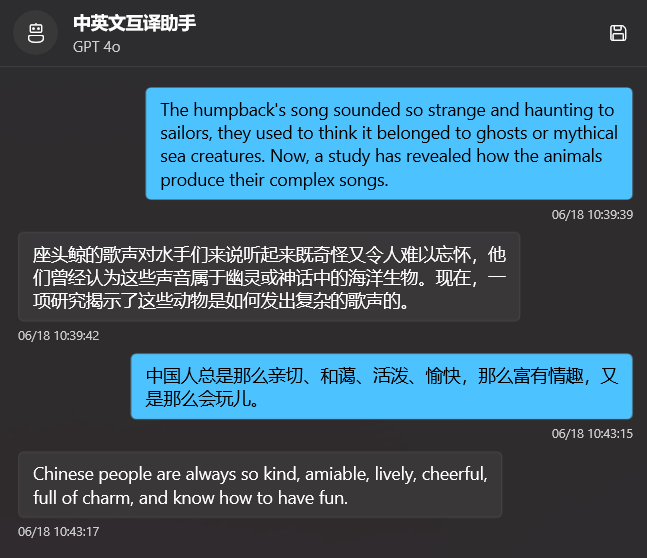 中英文互译助手
GPT 4o
The humpback's song sounded so strange and haunting to
sailors, they used to think it belonged to ghosts or mythical
sea creatures. Now, a study has revealed how the animals
produce their complex songs.
06/18 10:39:39
座头鲸的歌声对水手们来说听起来既奇怪又令人难以忘怀，他
们曾经认为这些声音属于幽灵或神话中的海洋生物。现在，一
项研究揭示了这些动物是如何发出复杂的歌声的。
06/18 10:39:42
中国人总是那么亲切、和蔼、活泼、愉快，那么富有情趣，又
是那么会玩儿。
06/18 10:43:15
Chinese people are always so kind, amiable, lively, cheerful,
full of charm, and know how to have fun.
06/18 10:43:17